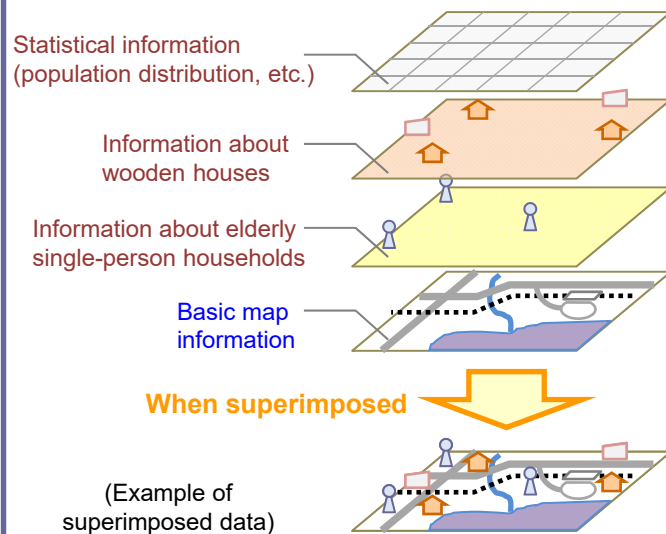 Statistical information
(population distribution, etc.)
Information about
wooden houses
Information about elderly
single-person households
Basic map
information
When superimposed
(Example of
superimposed data)